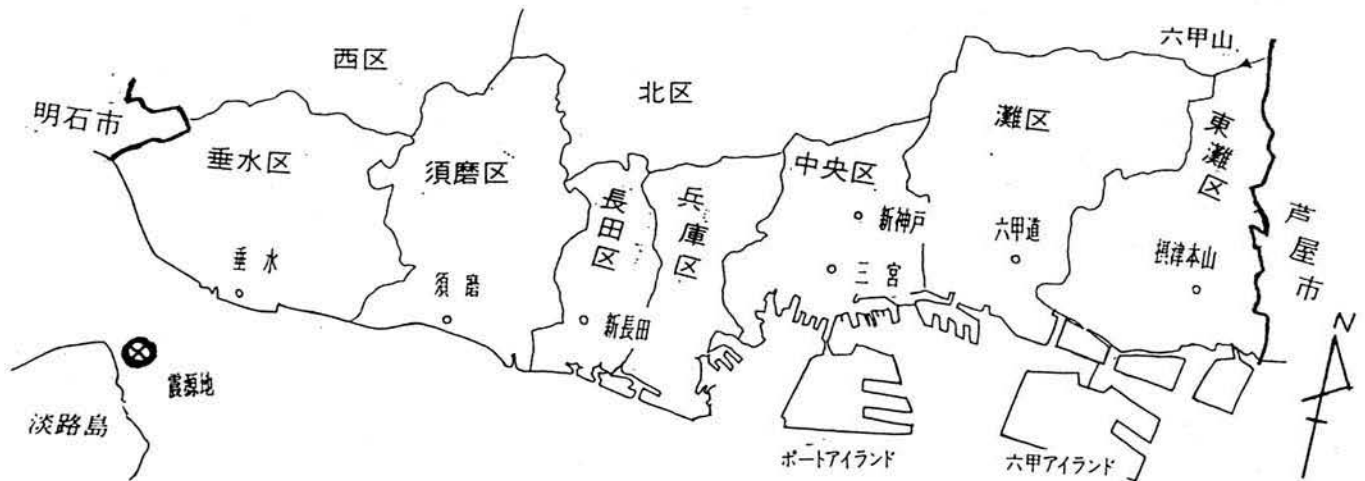 六甲山
西区
北区
明石市
灘区
東灘区
垂水区
須磨区
中央区
長田区
兵庫区
芦屋市
新神戸
六甲道
摂津本山
垂水
須磨
三宮
新長田
N
震源地
淡路島
ポートアイランド
六甲アイランド